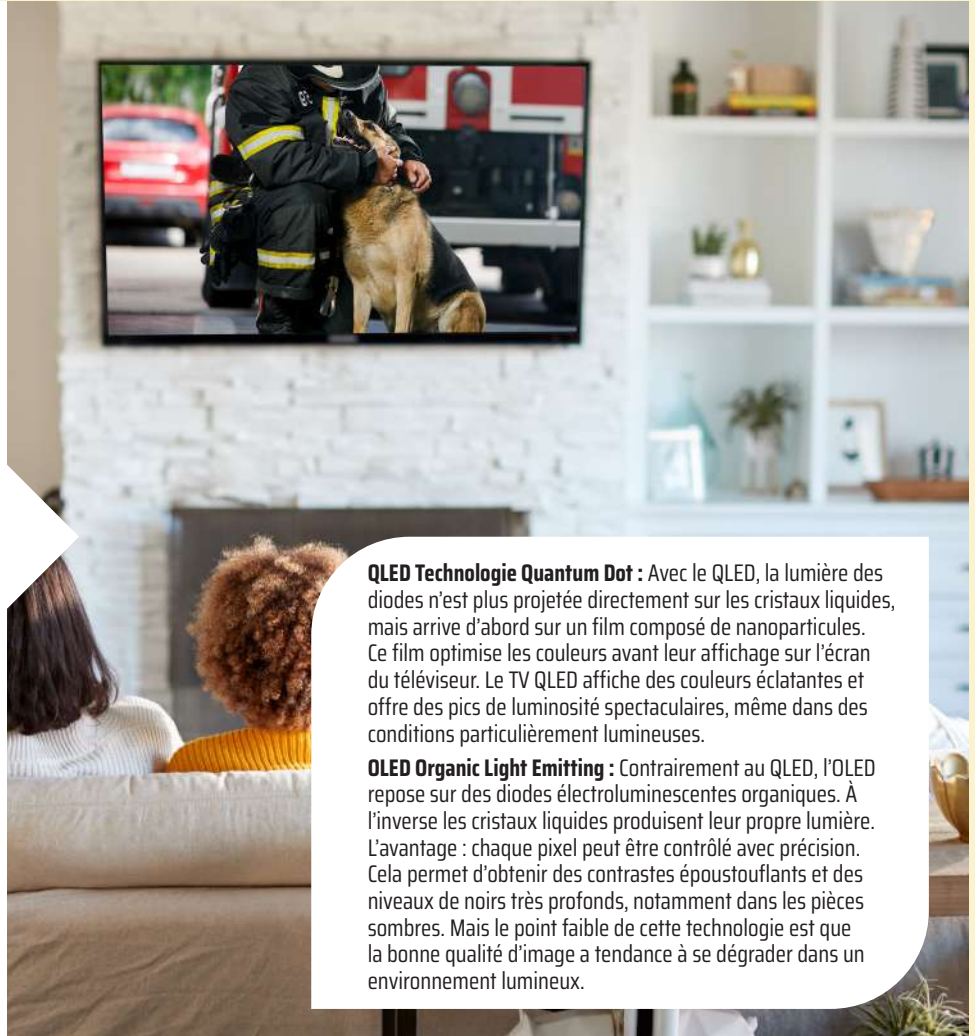 QLED Technologie Quantum Dot : Avec le QLED, la lumière des
diodes n’est plus projetée directement sur les cristaux liquides,
mais arrive d’abord sur un film composé de nanoparticules.
Ce film optimise les couleurs avant leur affichage sur l’écran
du téléviseur. Le TV QLED affiche des couleurs éclatantes et
offre des pics de luminosité spectaculaires, même dans des
conditions particulièrement lumineuses.
OLED Organic Light Emitting : Contrairement au QLED, l’OLED
repose sur des diodes électroluminescentes organiques. À
l’inverse les cristaux liquides produisent leur propre lumière.
L’avantage : chaque pixel peut être contrôlé avec précision.
Cela permet d’obtenir des contrastes époustouflants et des
niveaux de noirs très profonds, notamment dans les pièces
sombres. Mais le point faible de cette technologie est que
la bonne qualité d’image a tendance à se dégrader dans un
environnement lumineux.